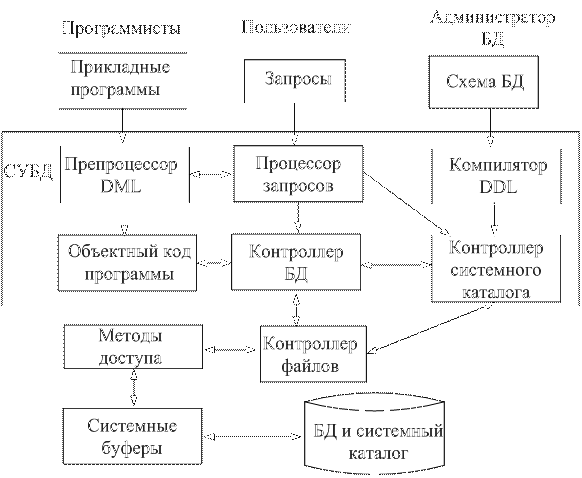 Программисты
Пользователи
Администратор
БД
Прикладные
программы
Запросы
Схема БД
СУБД
Препроцессор
DML
Процессор
запросов
Компилятор
DDL
Объектный код
программы
Контроллер
БД
Контроллер
системного
каталога
Методы
доступа
Контроллер
файлов
Системные
буферы
БД и системный
каталог